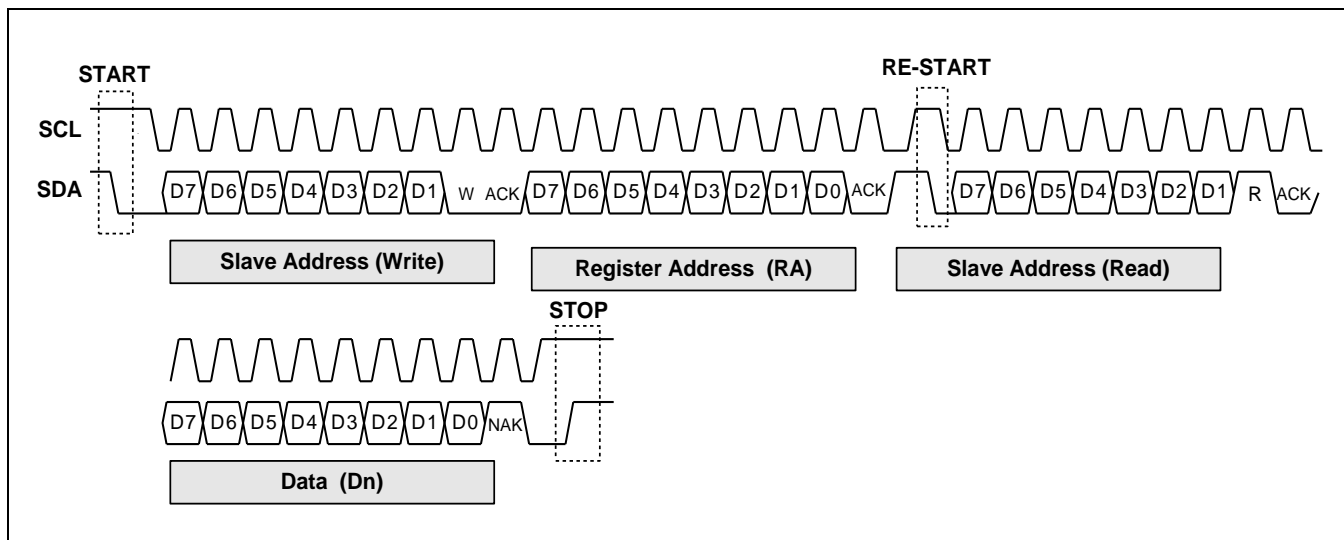 START RE-START
SCL
SDA D7 D6 D5 D4 D3 D2 D1 W ACK D7 D6 D5 D4 D3 D2 D1 D0 ACK D7 D6 D5 D4 D3 D2 D1 R ACK
Slave Address (Write) Register Address (RA) Slave Address (Read)
STOP
D7 D6 D5 D4 D3 D2 D1 D0 NAK
Data (Dn)